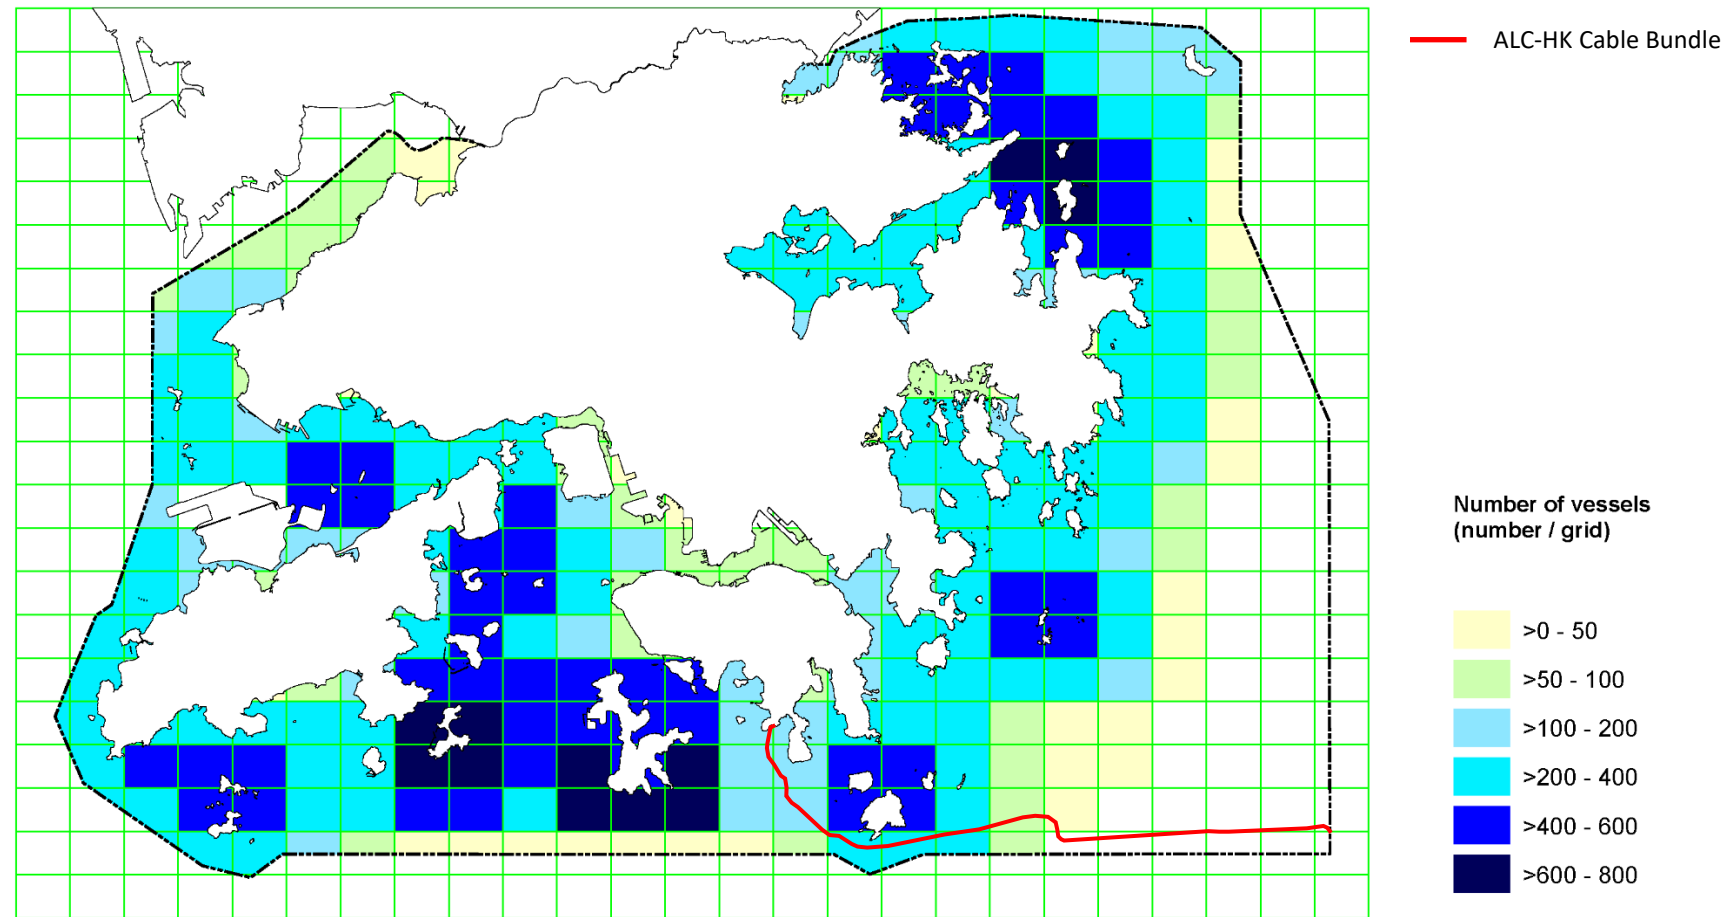 ALC-HK Cable Bundle
Number of vessels
(number / grid)
>0 - 50
>50 - 100
>100 - 200
>200 - 400
>400 - 600
>600 - 800